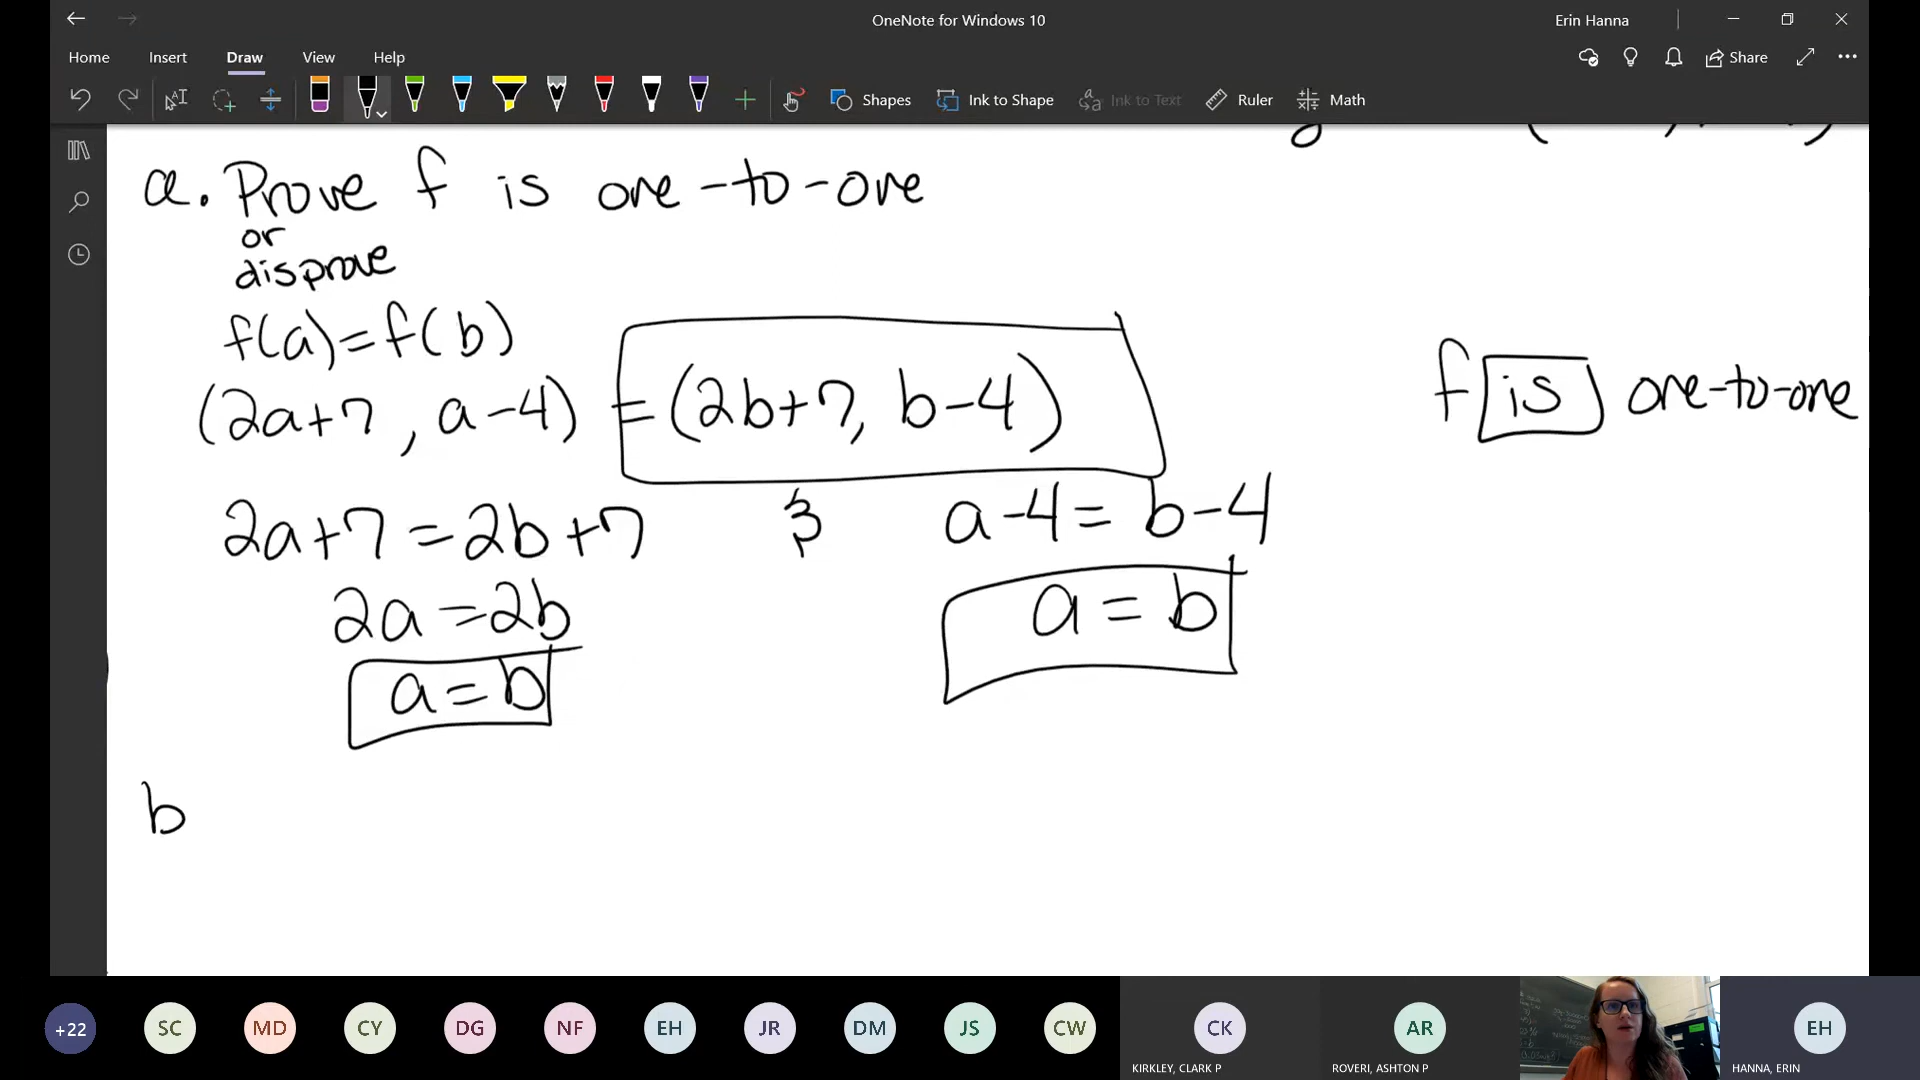 OneNote for Windows 10
Erin Hanna
Home Insert Draw View Help
Share
Shapes Ink to Shape Ink to Text Ruler Math
a. Prove f is one-to-one
or
disprove
f(a)=f(b)
(2a+7, a-4) = (2b+7, b-4)
f is one-to-one
2a+7=2b+7 & a-4=b-4
2a=2b
a=b
a=b
b
+22 SC MD CY DG NF EH JR DM JS CW CK AR EH
KIRKLEY, CLARK P ROVERI, ASHTON P HANNA, ERIN